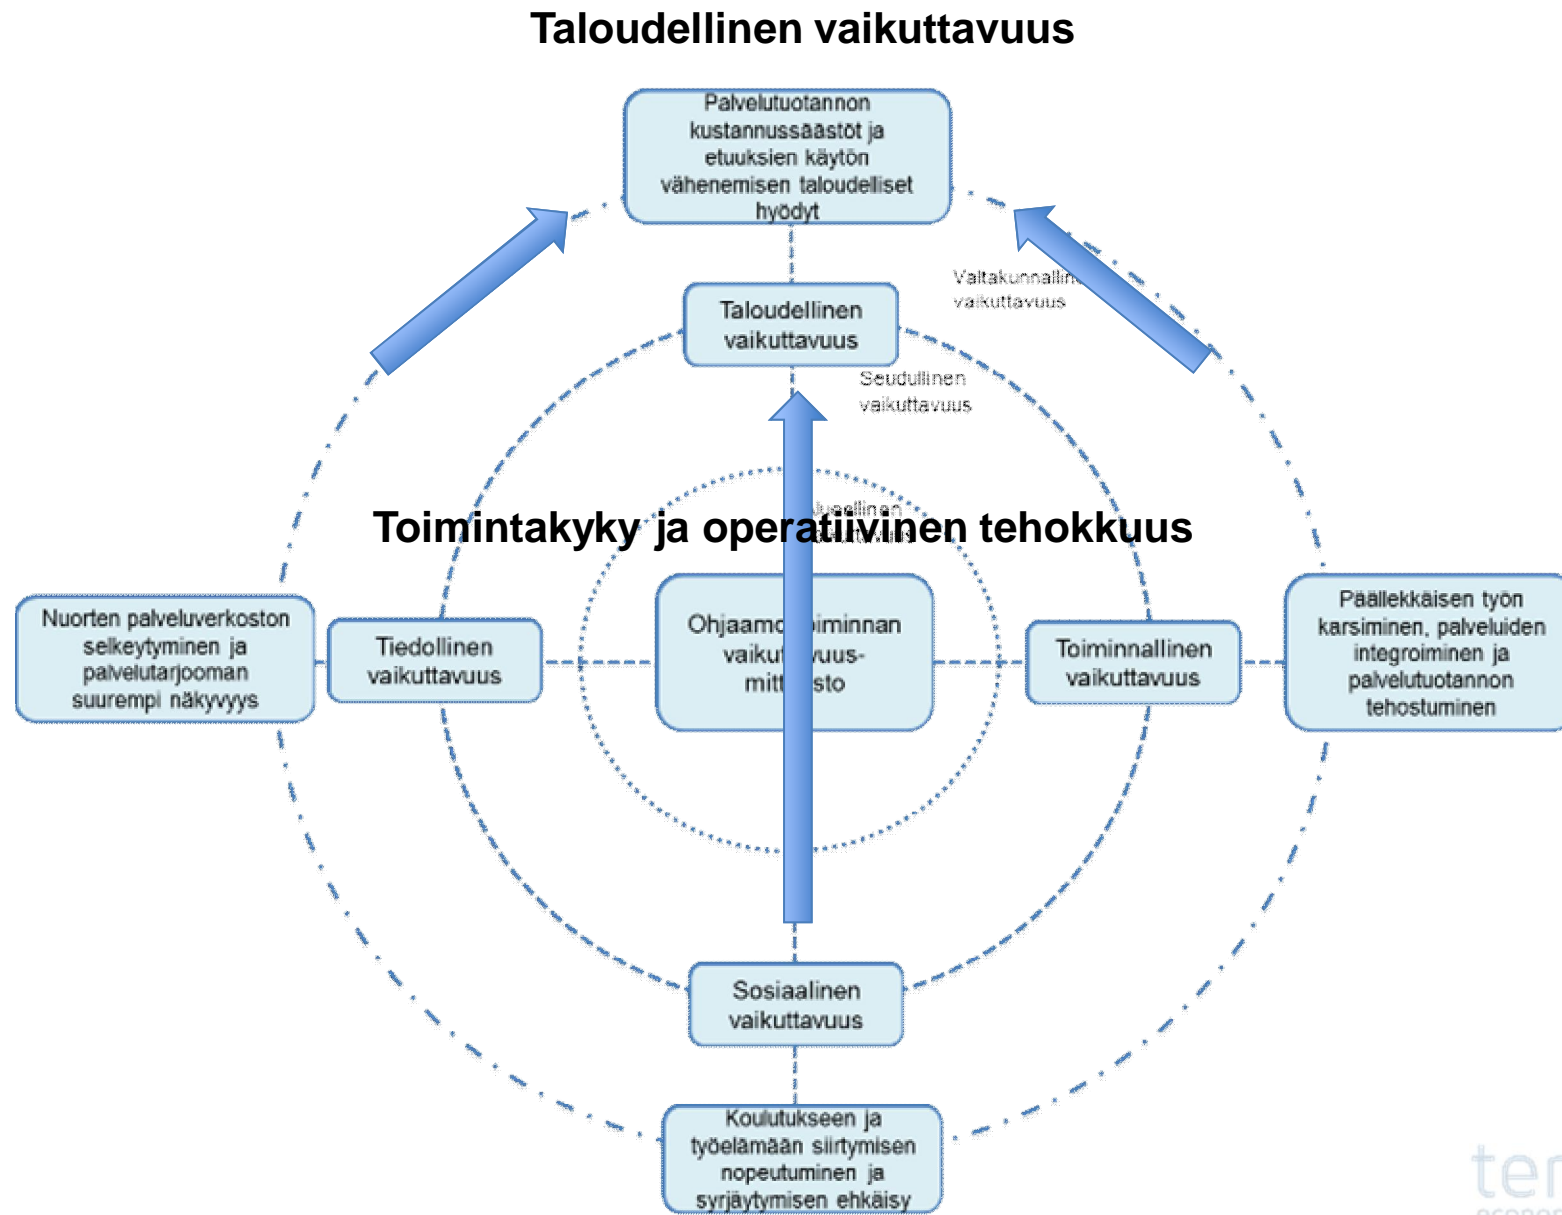 Taloudellinen vaikuttavuus
Palvelutuotannon
kustannussäästöt ja
etuuksien käytön
vähenemisen taloudelliset
hyödyt
vaikuttavuus
Taloudellinen
vaikuttavuus
Seudullinen
vaikuttavuus
Toimintakyky ja operatiivinen tehokkuus
Nuorten palveluverkoston
selkeytyminen ja
palvelutarjooman
suurempi näkyvyys
Tiedollinen
vaikuttavuus
Toiminnallinen
vaikuttavuus
Päällekkäisen työn
karsiminen, palveluiden
integroiminen ja
palvelutuotannon
tehostuminen
Sosiaalinen
vaikuttavuus
Koulutukseen ja
työelämään siirtymisen
nopeutuminen ja
syrjäytymisen ehkäisy